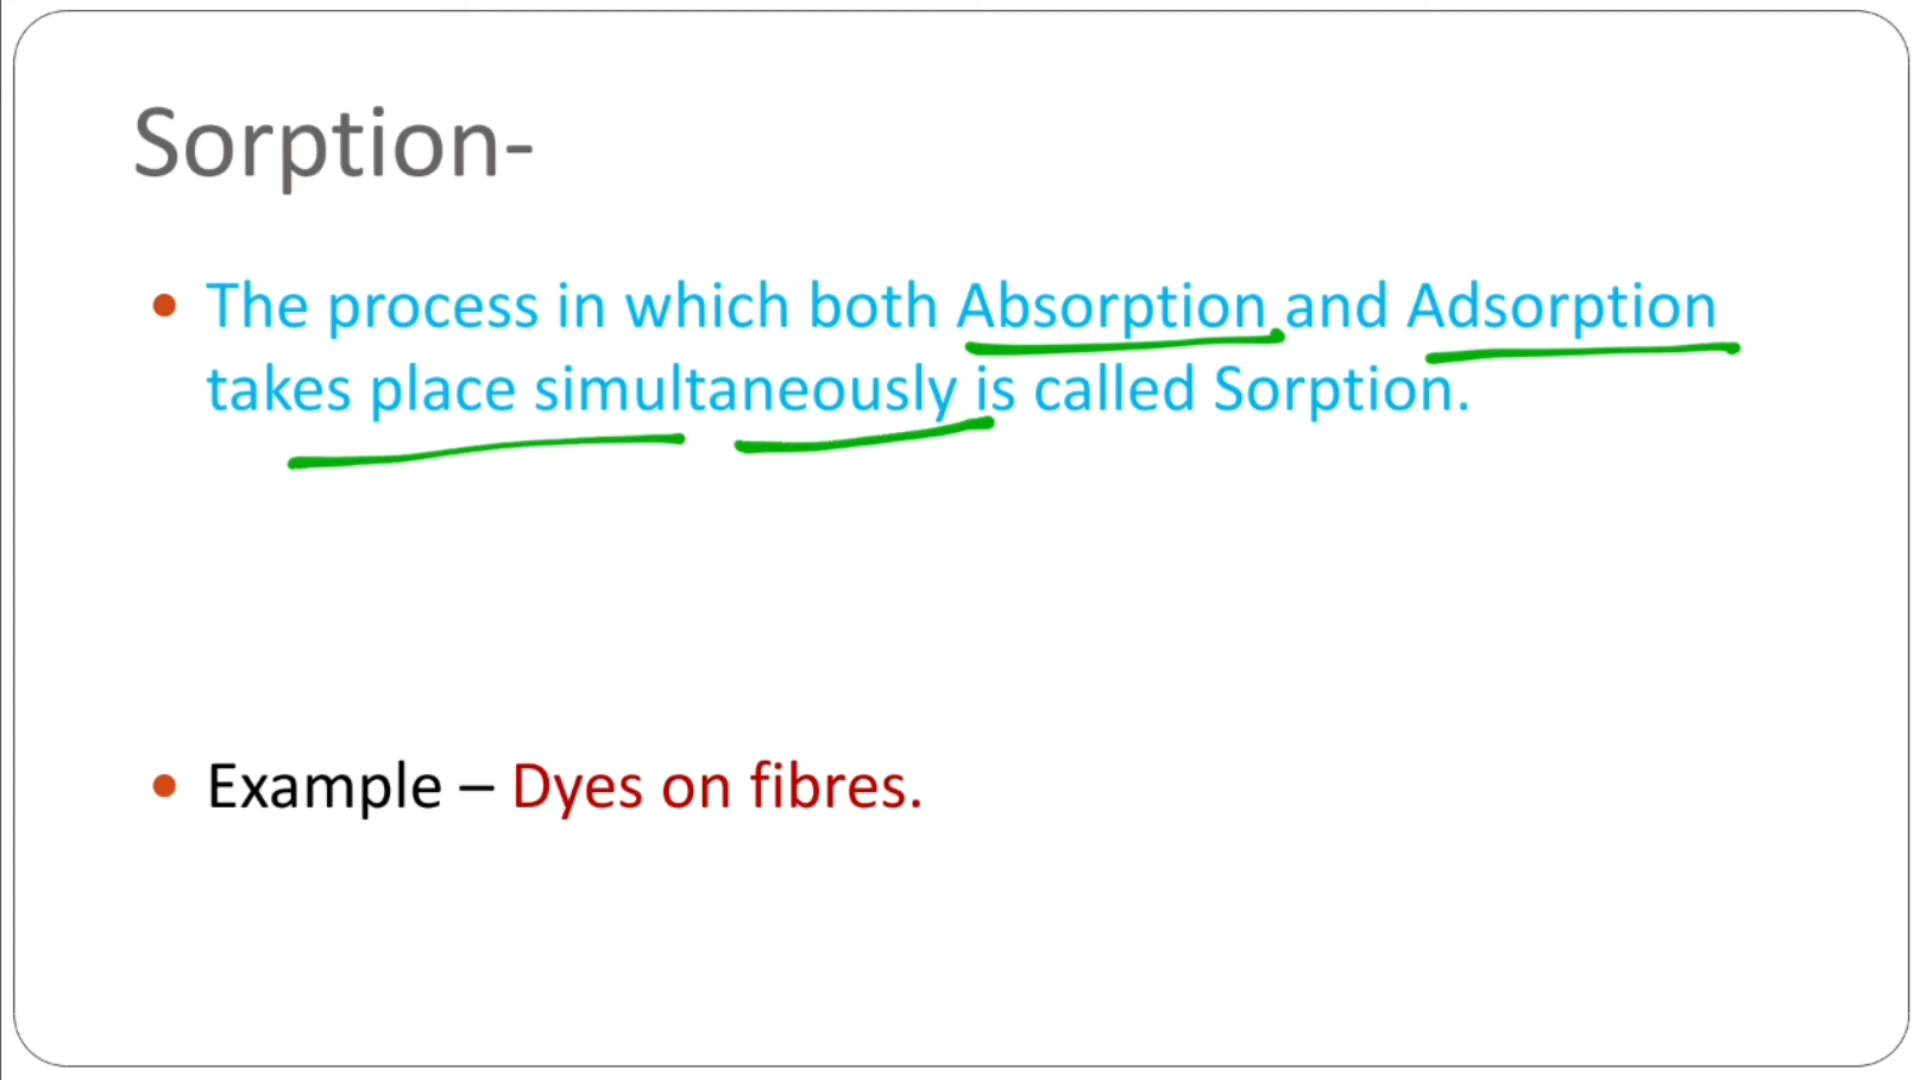 Sorption-
• The process in which both Absorption and Adsorption
takes place simultaneously is called Sorption.
• Example – Dyes on fibres.